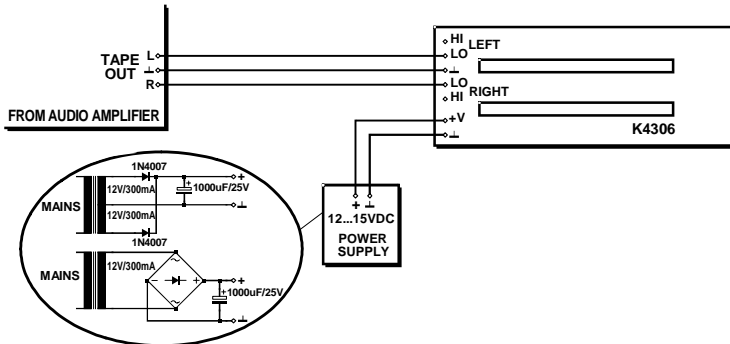 TAPE OUT
L
⊥
R
FROM AUDIO AMPLIFIER
HI
LEFT
LO
⊥
LO
RIGHT
HI
+V
⊥
K4306
+ ⊥
12...15VDC
POWER
SUPPLY
1N4007
12V/300mA
MAINS
12V/300mA
1N4007
+
1000uF/25V
+
⊥
MAINS
12V/300mA
~
− +
~
+
1000uF/25V
+
⊥